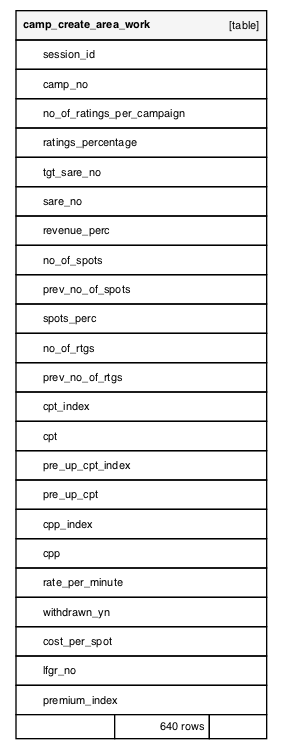 camp_create_area_work [table]
session_id
camp_no
no_of_ratings_per_campaign
ratings_percentage
tgt_sare_no
sare_no
revenue_perc
no_of_spots
prev_no_of_spots
spots_perc
no_of_rtgs
prev_no_of_rtgs
cpt_index
cpt
pre_up_cpt_index
pre_up_cpt
cpp_index
cpp
rate_per_minute
withdrawn_yn
cost_per_spot
lfgr_no
premium_index
640 rows